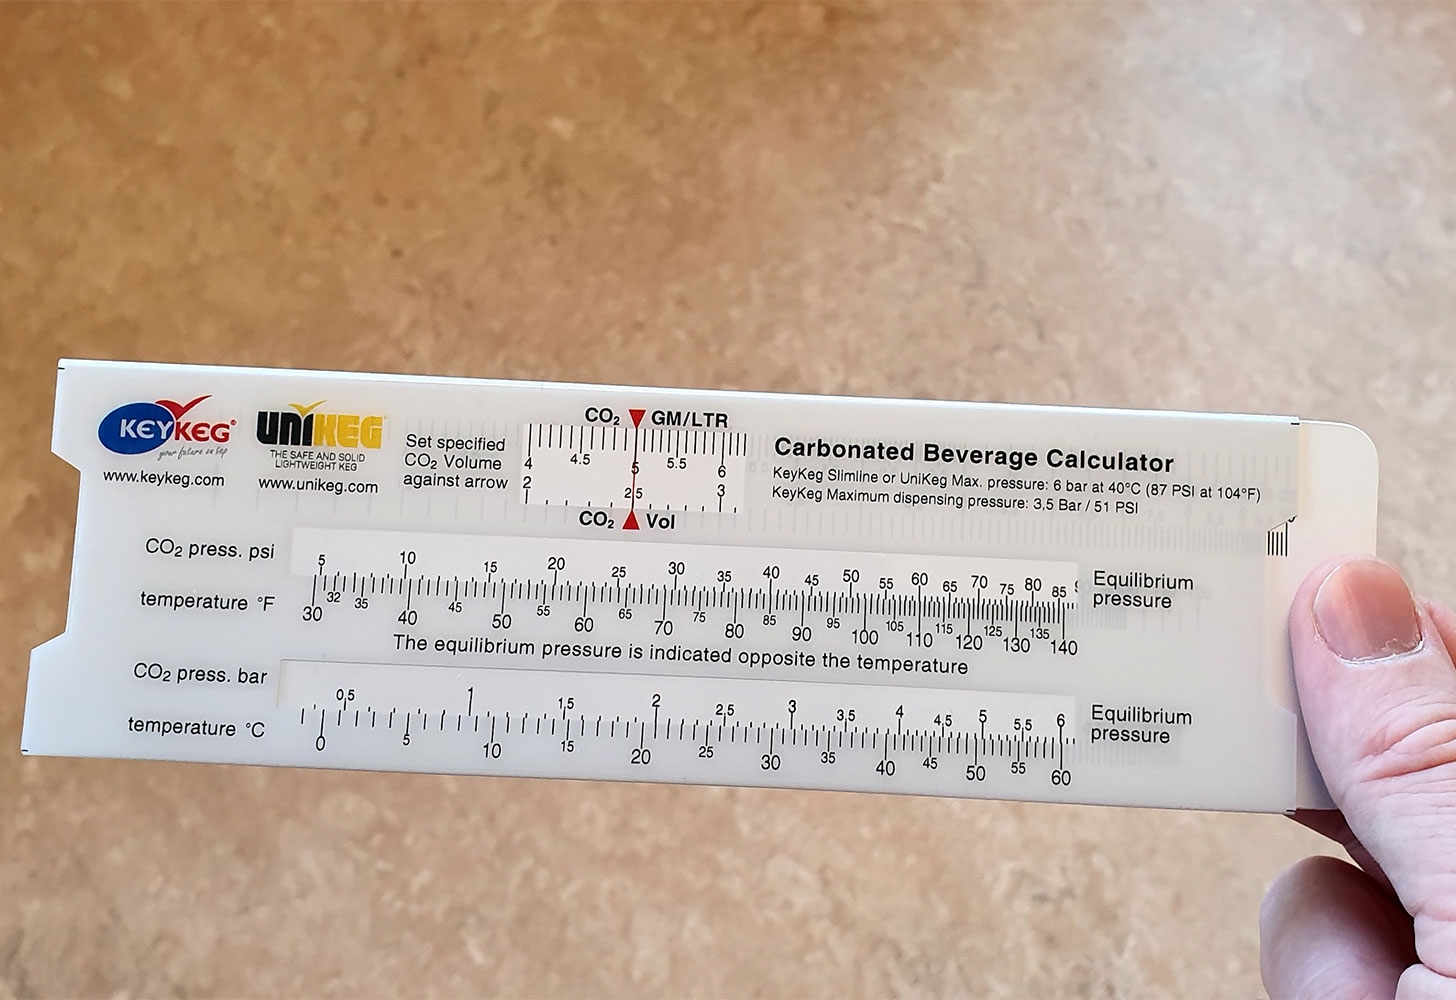 KEYKEG®
your future on tap
www.keykeg.com
UNIKEG
THE SAFE AND SOLID
LIGHTWEIGHT KEG
www.unikeg.com
Set specified
CO₂ Volume
against arrow
CO₂ GM/LTR
4 4.5 5 5.5 6
2 2.5 3
CO₂ Vol
Carbonated Beverage Calculator
KeyKeg Slimline or UniKeg Max. pressure: 6 bar at 40°C (87 PSI at 104°F)
KeyKeg Maximum dispensing pressure: 3,5 Bar / 51 PSI
CO₂ press. psi
5 10 15 20 25 30 35 40 45 50 55 60 65 70 75 80 85
Equilibrium
pressure
temperature °F
30 32 35 40 45 50 55 60 65 70 75 80 85 90 95 100 105 110 115 120 125 130 135 140
The equilibrium pressure is indicated opposite the temperature
CO₂ press. bar
0,5 1 1,5 2 2,5 3 3,5 4 4,5 5 5,5 6
Equilibrium
pressure
temperature °C
0 5 10 15 20 25 30 35 40 45 50 55 60